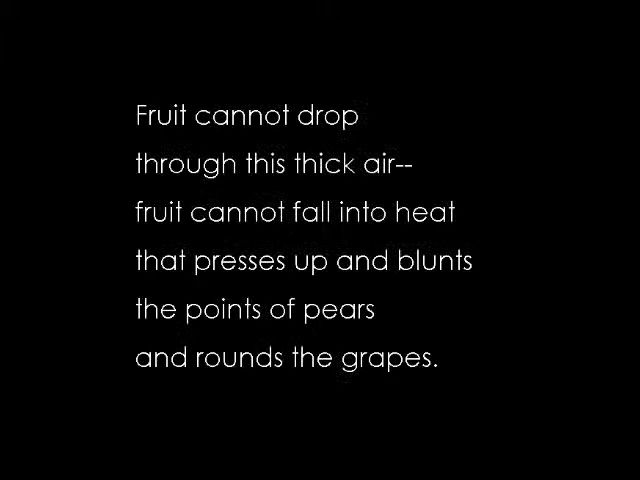 Fruit cannot drop
through this thick air--
fruit cannot fall into heat
that presses up and blunts
the points of pears
and rounds the grapes.